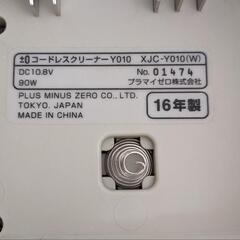 ±0 コードレスクリーナー Y010 XJC-Y010(W)
DC10.8V No. 01474
90W プラマイゼロ株式会社
PLUS MINUS ZERO CO., LTD.
TOKYO. JAPAN 16年製
MADE IN CHINA